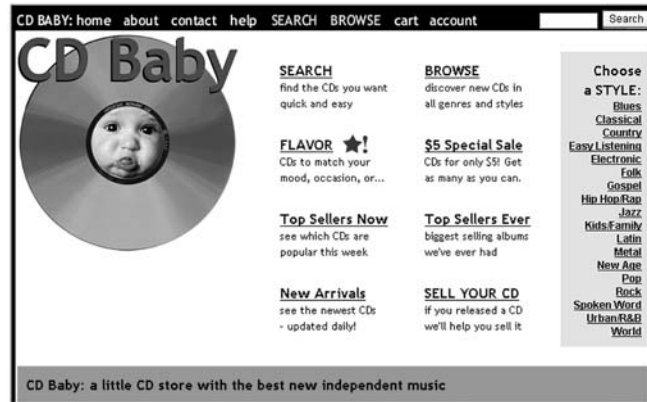 CD BABY: home about contact help SEARCH BROWSE cart account Search
CD Baby
SEARCH
find the CDs you want
quick and easy
BROWSE
discover new CDs in
all genres and styles
FLAVOR
CDs to match your
mood, occasion, or...
$5 Special Sale
CDs for only $5! Get
as many as you can.
Top Sellers Now
see which CDs are
popular this week
Top Sellers Ever
biggest selling albums
we've ever had
New Arrivals
see the newest CDs
- updated daily!
SELL YOUR CD
if you released a CD
we'll help you sell it
Choose
a STYLE:
Blues
Classical
Country
Easy Listening
Electronic
Folk
Gospel
Hip Hop/Rap
Jazz
Kids/Family
Latin
Metal
New Age
Pop
Rock
Spoken Word
Urban/R&B
World
CD Baby: a little CD store with the best new independent music